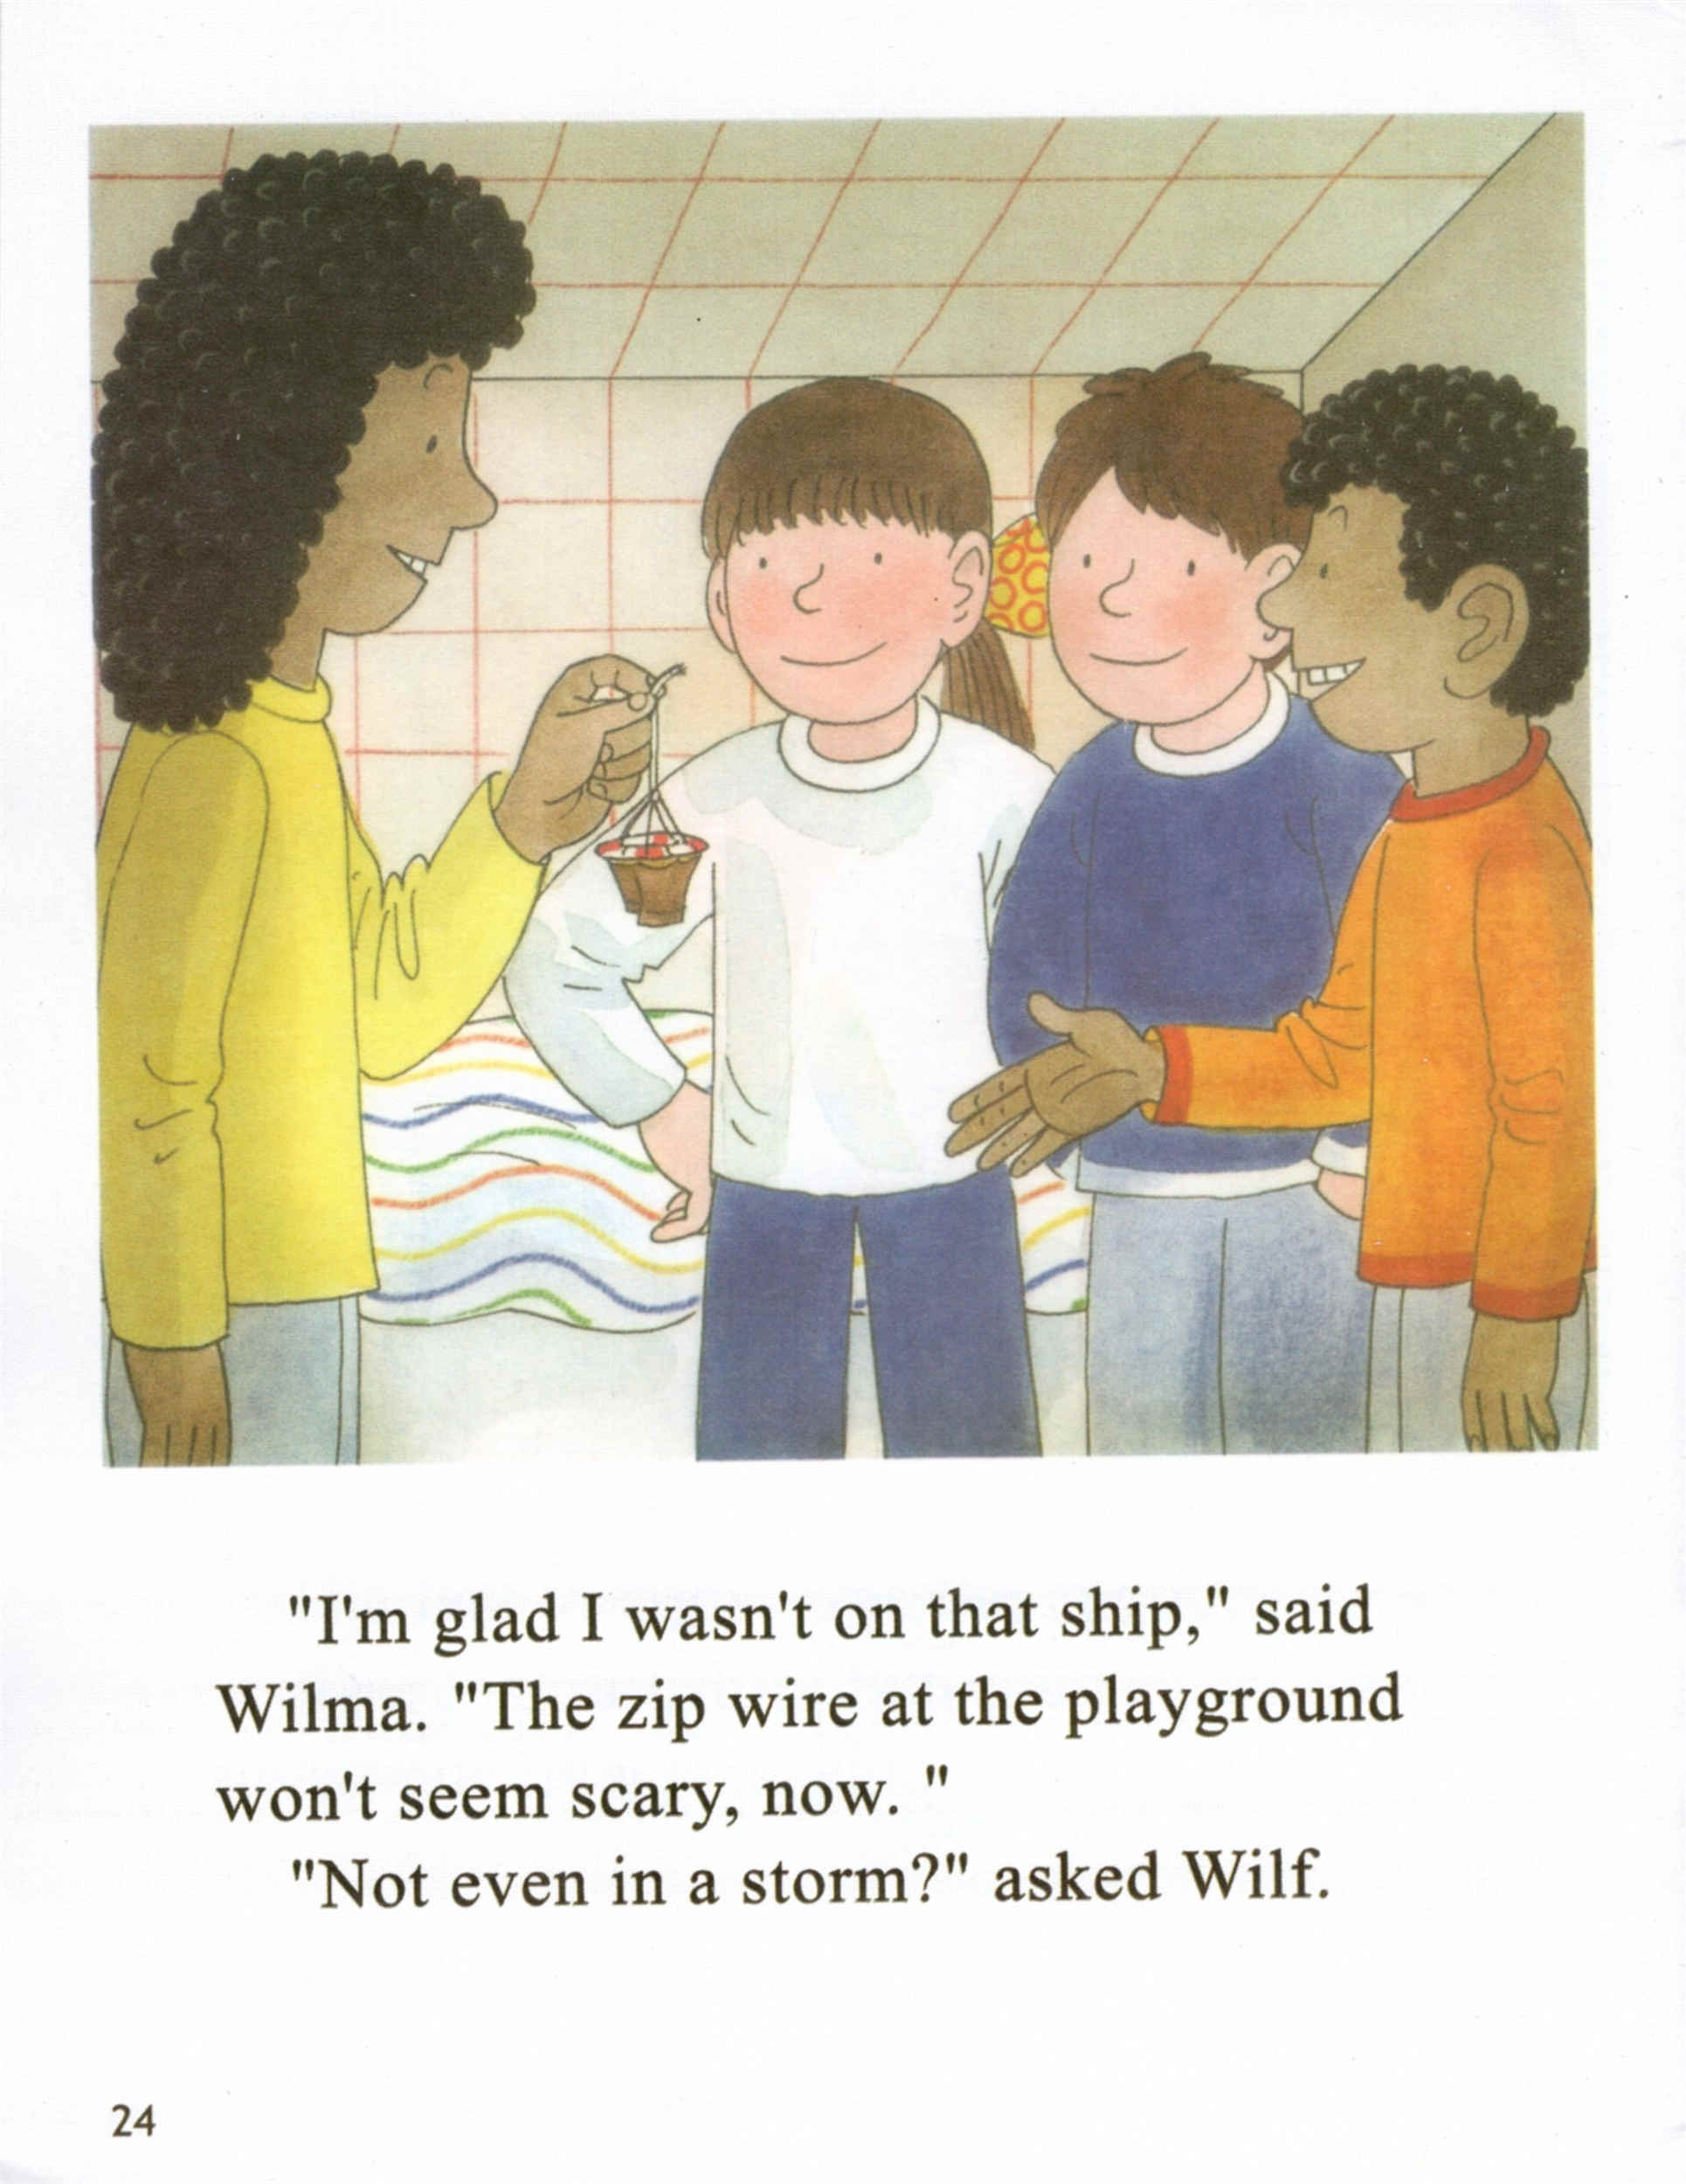 "I'm glad I wasn't on that ship," said
Wilma. "The zip wire at the playground
won't seem scary, now. "
"Not even in a storm?" asked Wilf.
24